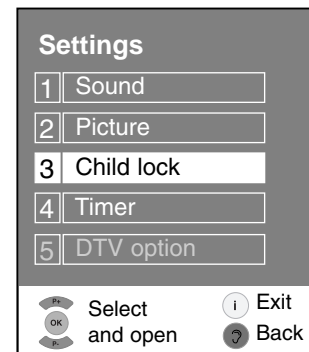 Settings
1 Sound
2 Picture
3 Child lock
4 Timer
5 DTV option
P+
OK
P-
Select
and open
i Exit
Back